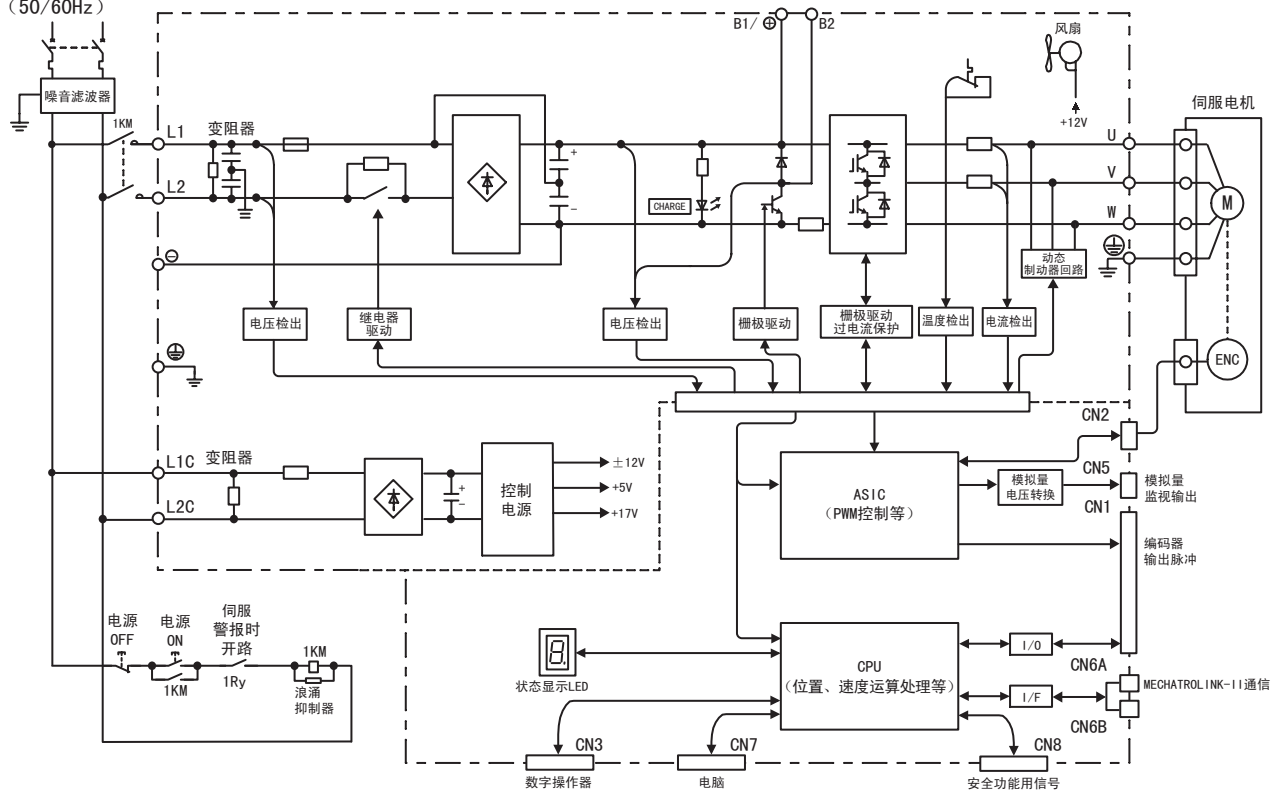 （50/60Hz）
B1/⊕
B2
风扇
+12V
噪音滤波器
1KM
L1
变阻器
L2
+
−
CHARGE
伺服电机
U
V
W
M
⊖
动态
制动器回路
电压检出
继电器
驱动
电压检出
栅极驱动
栅极驱动
过电流保护
温度检出
电流检出
ENC
CN2
L1C
变阻器
L2C
+
−
控制
电源
±12V
+5V
+17V
ASIC
（PWM控制等）
模拟量
电压转换
CN5
模拟量
监视输出
CN1
编码器
输出脉冲
电源
OFF
电源
ON
伺服
警报时
开路
1KM
1KM
1Ry
浪涌
抑制器
8.
状态显示LED
CPU
（位置、速度运算处理等）
I/O
CN6A
I/F
MECHATROLINK-II通信
CN6B
CN3
数字操作器
CN7
电脑
CN8
安全功能用信号